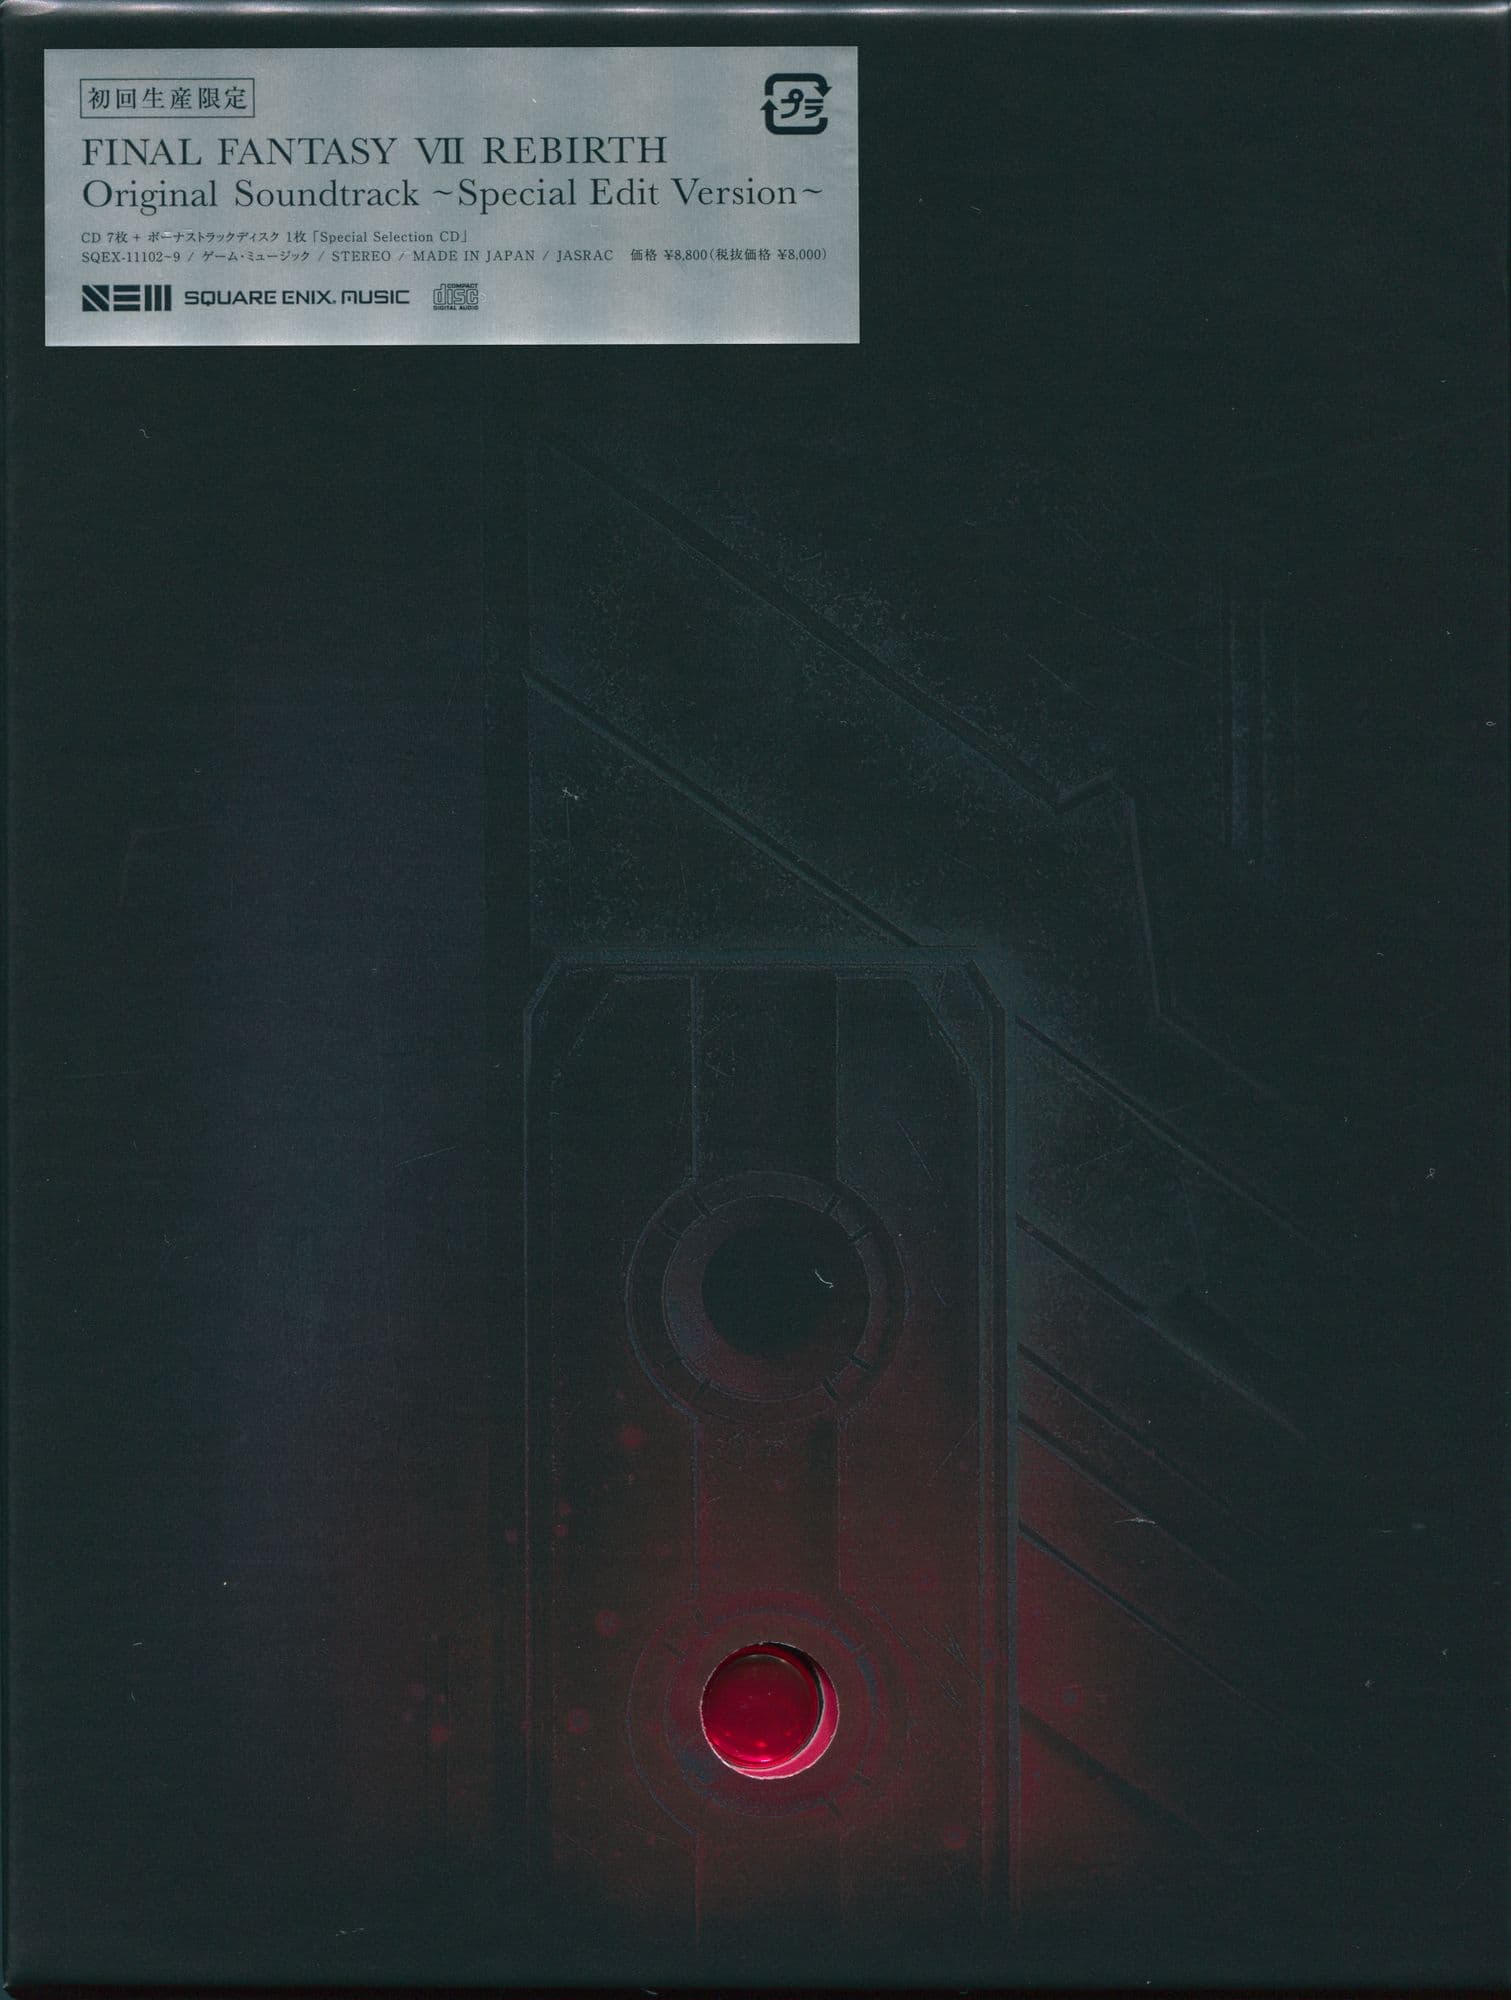 初回生産限定
プラ
FINAL FANTASY VII REBIRTH
Original Soundtrack ~Special Edit Version~
CD 7枚 + ボーナストラックディスク 1枚「Special Selection CD」
SQEX-11102~9 / ゲーム・ミュージック / STEREO / MADE IN JAPAN / JASRAC 価格 ¥8,800(税抜価格 ¥8,000)
SQUARE ENIX. MUSIC COMPACT disc DIGITAL AUDIO